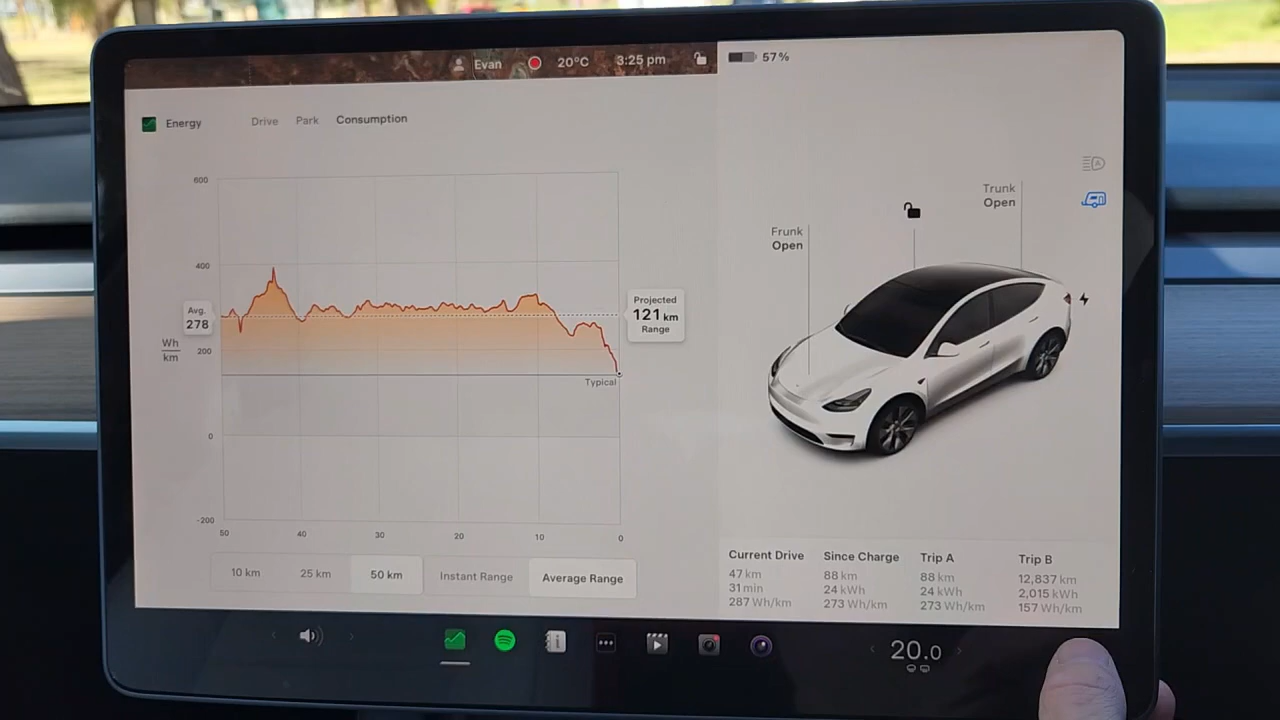 Evan
20°C
3:25 pm
57%
Energy
Drive
Park
Consumption
600
400
200
0
-200
Wh
km
Avg.
278
Projected
121 km
Range
Typical
50
40
30
20
10
0
10 km
25 km
50 km
Instant Range
Average Range
Frunk
Open
Trunk
Open
A
Current Drive
47 km
31 min
287 Wh/km
Since Charge
88 km
24 kWh
273 Wh/km
Trip A
88 km
24 kWh
273 Wh/km
Trip B
12,837 km
2,015 kWh
157 Wh/km
20.0